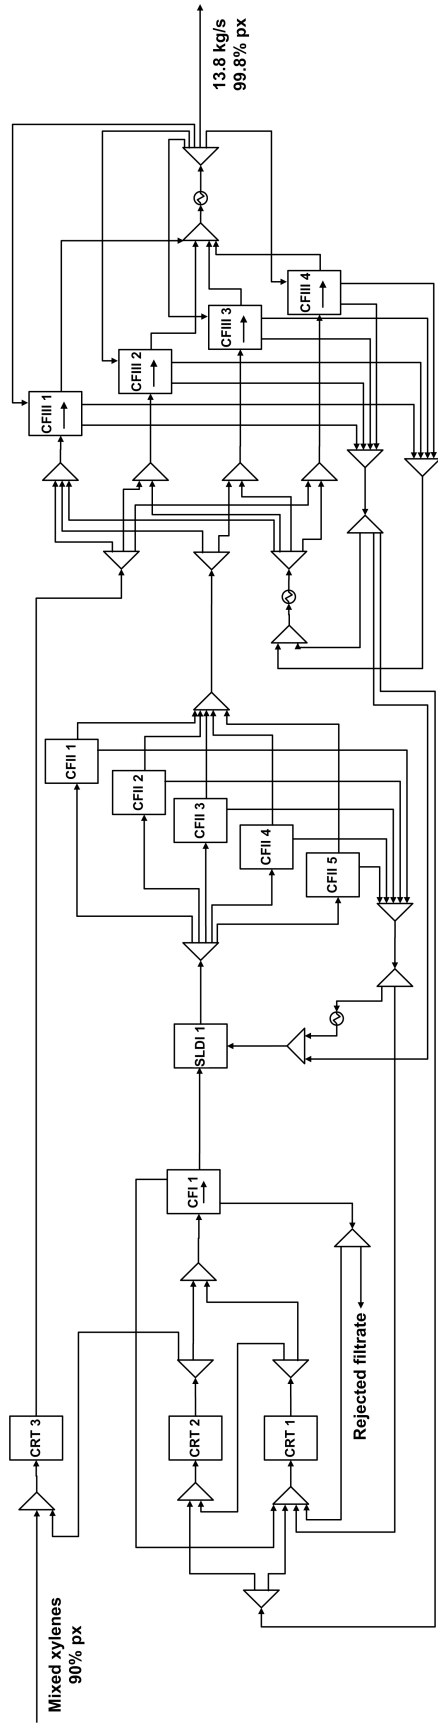 Mixed xylenes
90% px
CRT 3
CRT 2
CRT 1
CFI 1
Rejected filtrate
SLDI 1
CFII 1
CFII 2
CFII 3
CFII 4
CFII 5
CFIII 1
CFIII 2
CFIII 3
CFIII 4
13.8 kg/s
99.8% px